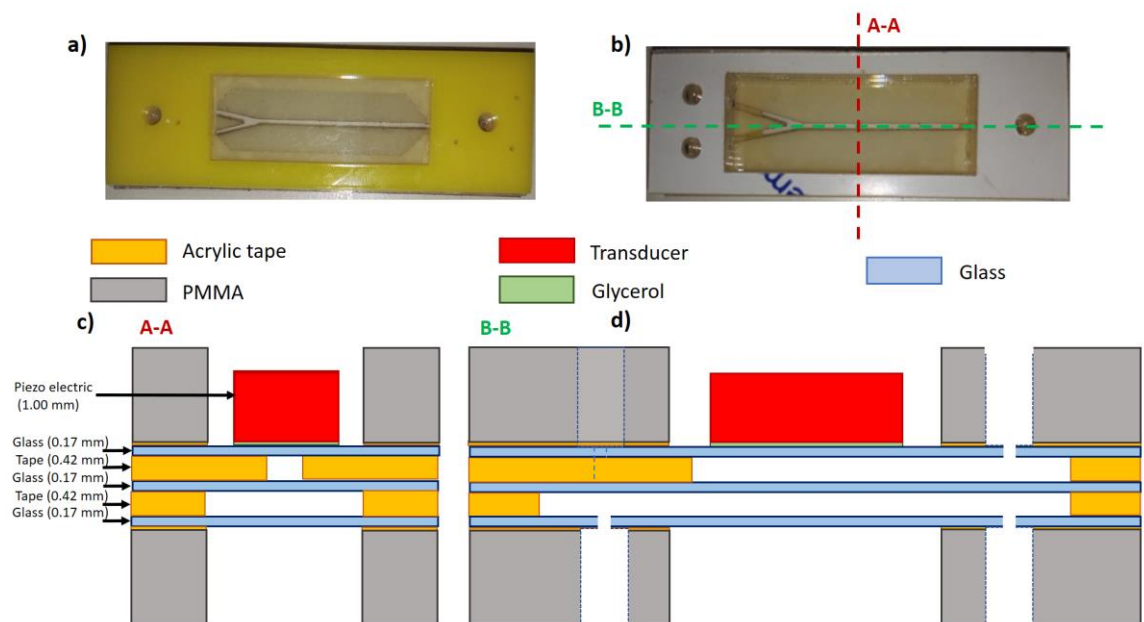 a)
b)
A-A
B-B
Acrylic tape
Transducer
Glass
PMMA
Glycerol
c)
A-A
B-B
d)
Piezo electric
(1.00 mm)
Glass (0.17 mm)
Tape (0.42 mm)
Glass (0.17 mm)
Tape (0.42 mm)
Glass (0.17 mm)